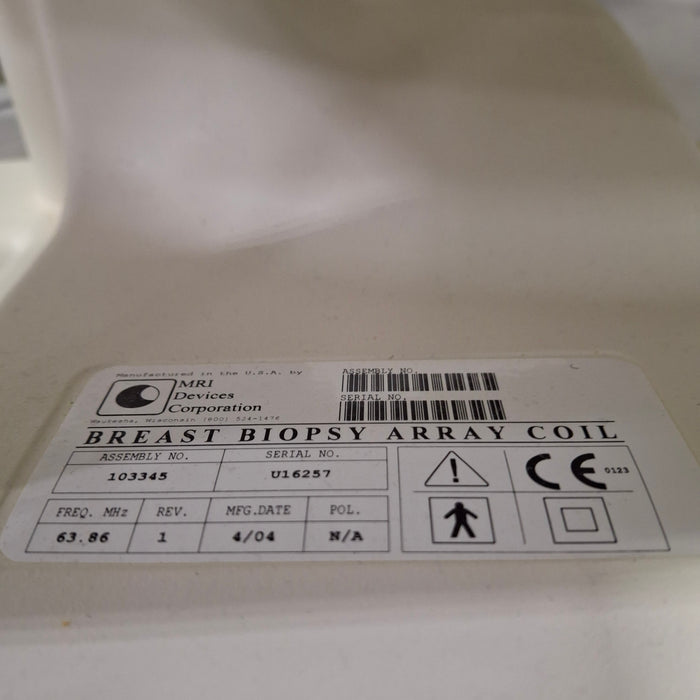 Manufactured in the U.S.A. by
MRI
Devices
Corporation
Waukesha, Wisconsin (800) 524-1476
ASSEMBLY NO.
SERIAL NO.
BREAST BIOPSY ARRAY COIL
ASSEMBLY NO. SERIAL NO.
103345 U16257
FREQ. MHz REV. MFG.DATE POL.
63.86 1 4/04 N/A
! CE 0123